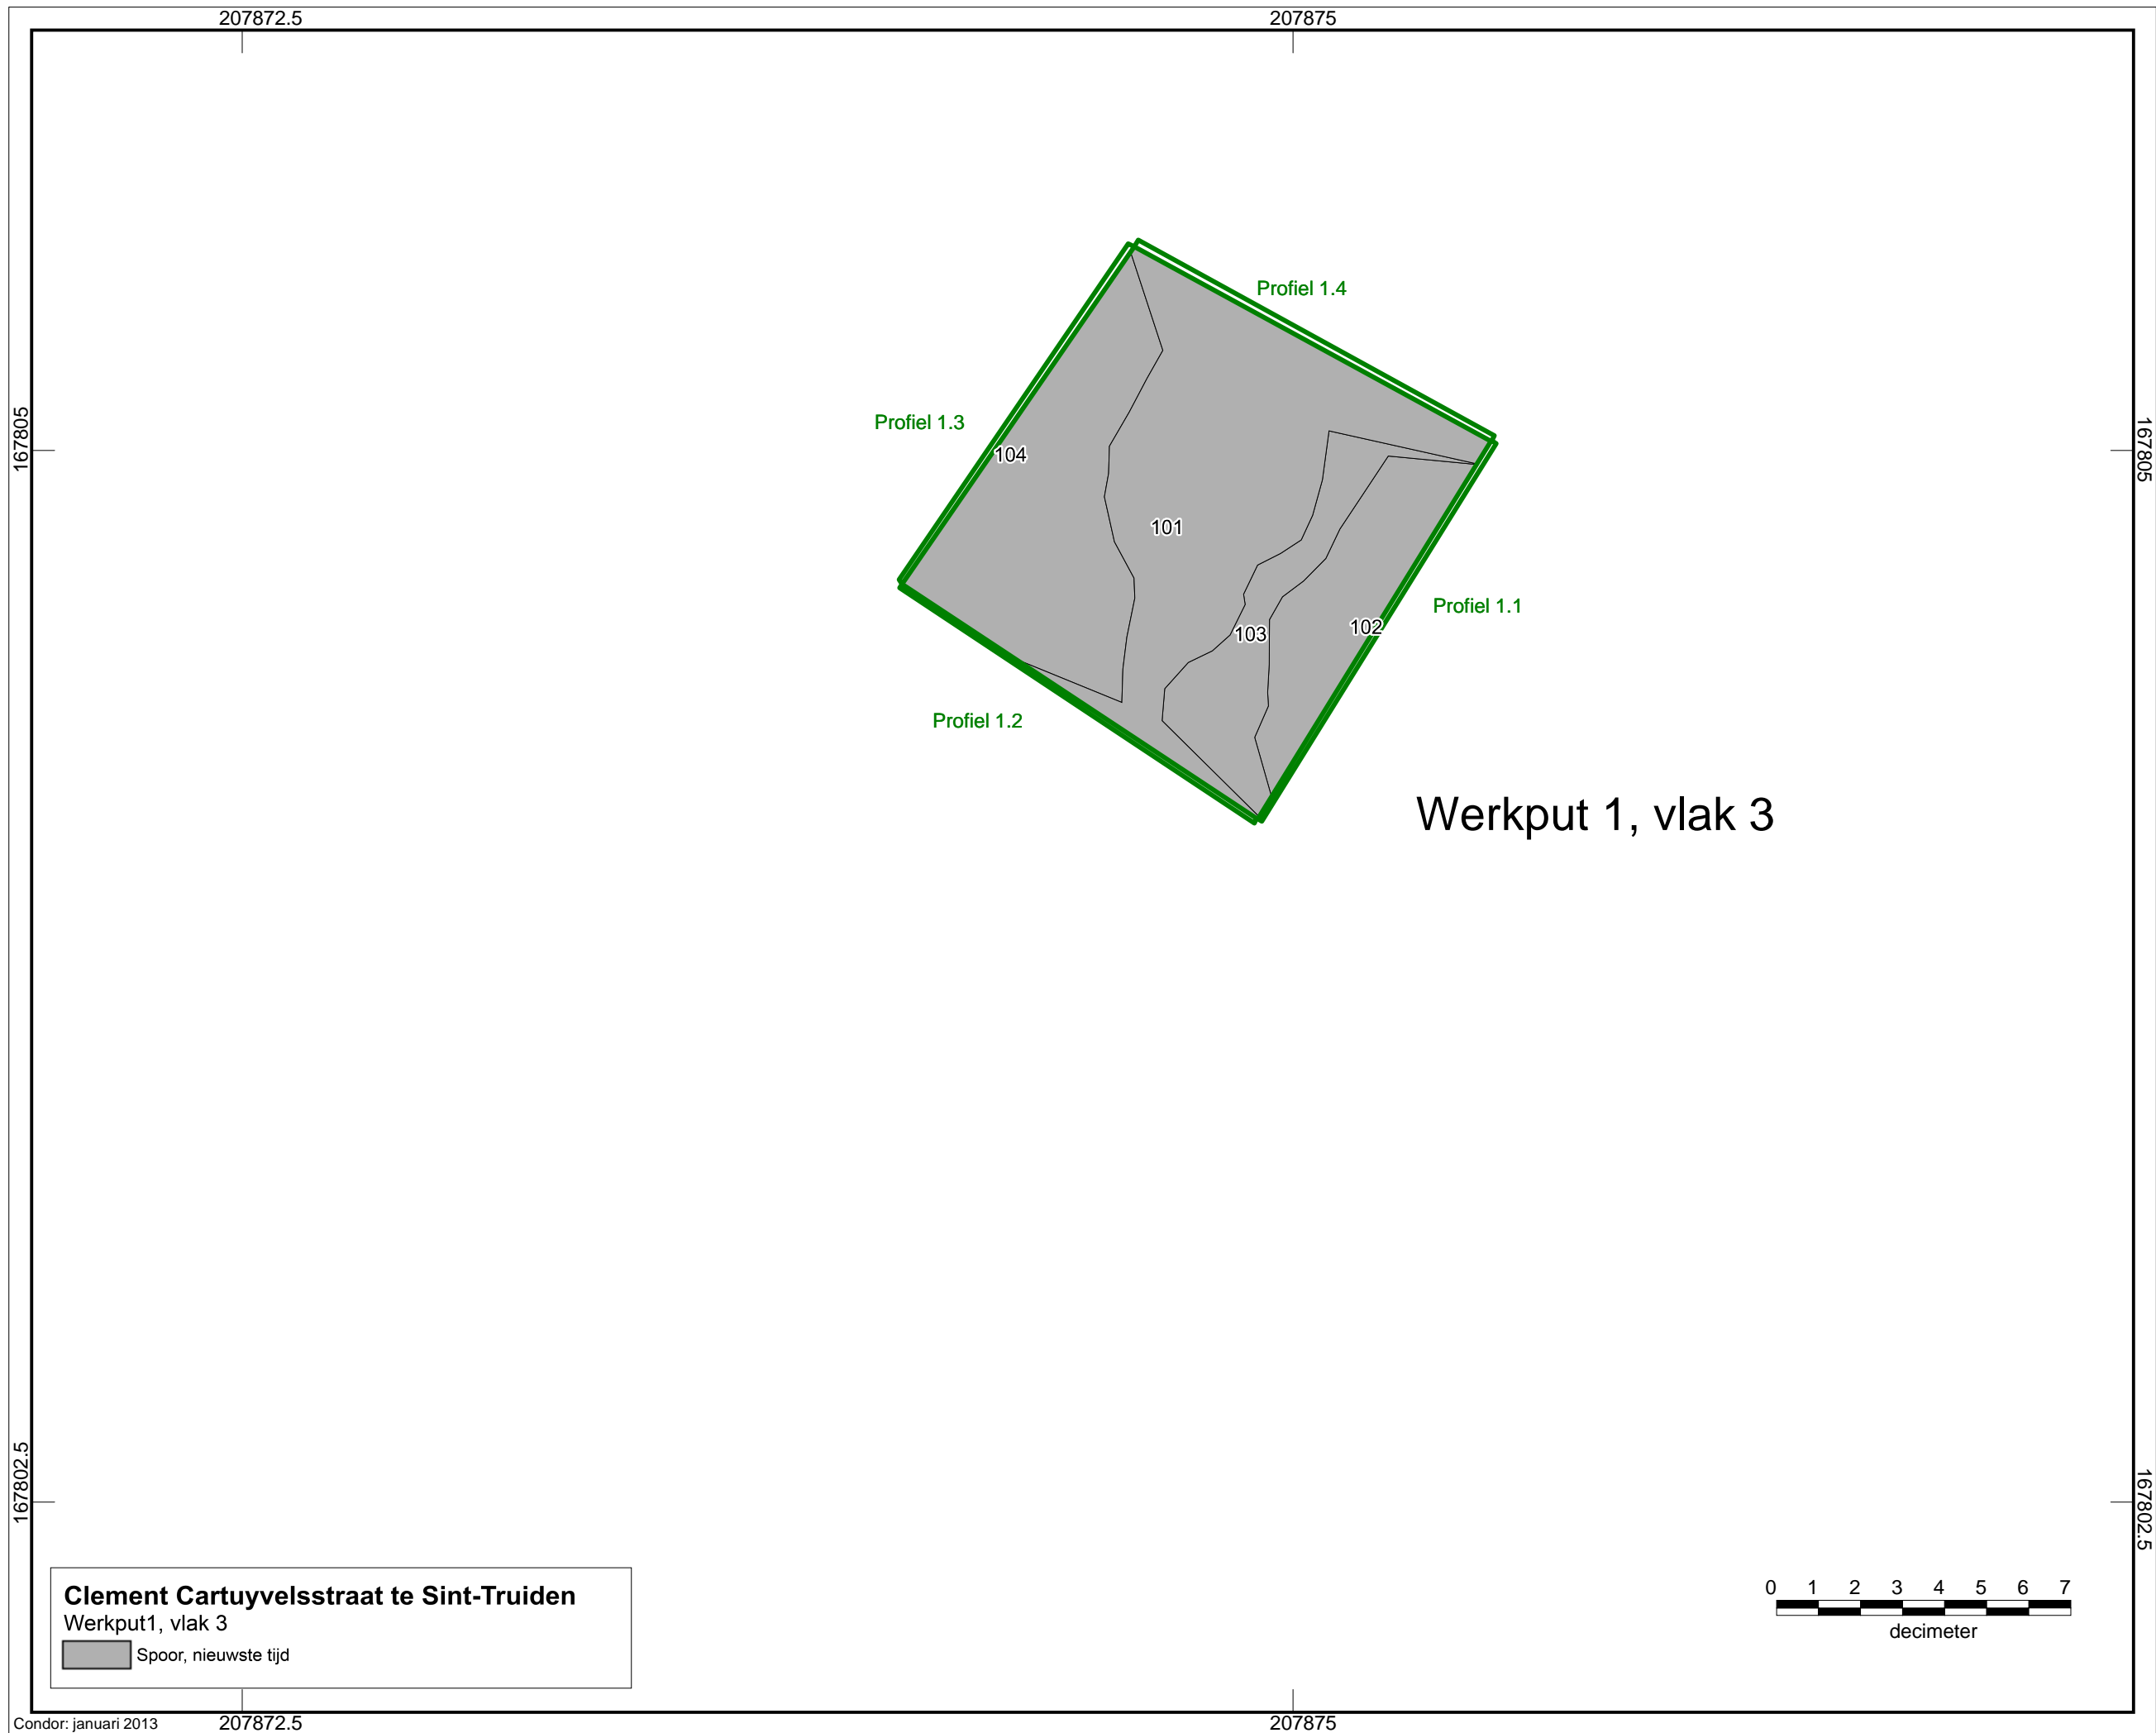 207872.5
207875
Profiel 1.4
Profiel 1.3
167805
167805
104
101
Profiel 1.1
102
103
Profiel 1.2
Werkput 1, vlak 3
167802.5
167802.5
Clement Cartuyvelsstraat te Sint-Truiden
Werkput1, vlak 3
Spoor, nieuwste tijd
0 1 2 3 4 5 6 7
decimeter
Condor: januari 2013
207872.5
207875